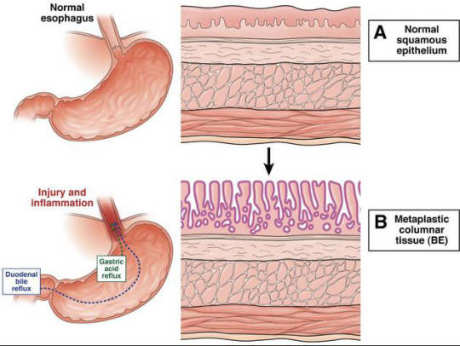 Normal
esophagus
A
Normal
squamous
epithelium
Injury and
inflammation
Duodenal
bile
reflux
Gastric
acid
reflux
B
Metaplastic
columnar
tissue (BE)